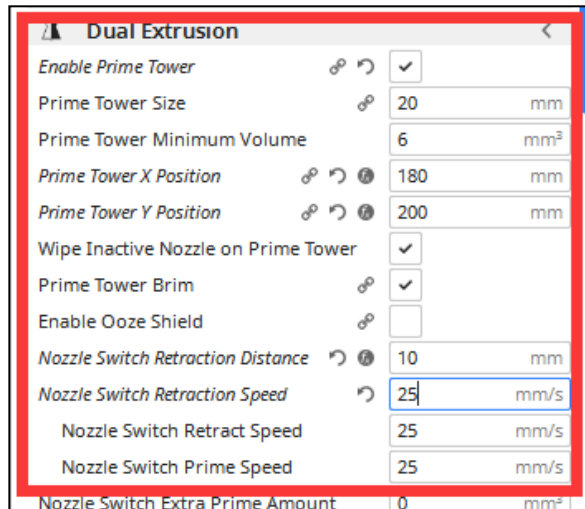 Dual Extrusion
Enable Prime Tower
Prime Tower Size 20 mm
Prime Tower Minimum Volume 6 mm³
Prime Tower X Position 180 mm
Prime Tower Y Position 200 mm
Wipe Inactive Nozzle on Prime Tower
Prime Tower Brim
Enable Ooze Shield
Nozzle Switch Retraction Distance 10 mm
Nozzle Switch Retraction Speed 25 mm/s
Nozzle Switch Retract Speed 25 mm/s
Nozzle Switch Prime Speed 25 mm/s
Nozzle Switch Extra Prime Amount 0 mm³